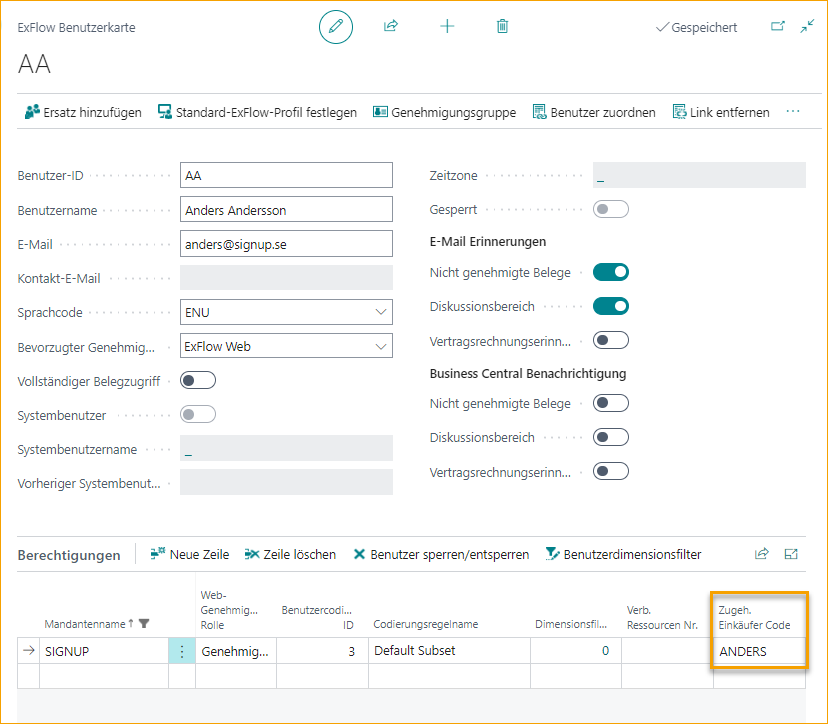 ExFlow Benutzerkarte
Gespeichert
AA
Ersatz hinzufügen Standard-ExFlow-Profil festlegen Genehmigungsgruppe Benutzer zuordnen Link entfernen ...
Benutzer-ID AA
Benutzername Anders Andersson
E-Mail anders@signup.se
Kontakt-E-Mail
Sprachcode ENU
Bevorzugter Genehmig... ExFlow Web
Vollständiger Belegzugriff
Systembenutzer
Systembenutzername _
Vorheriger Systembenut...
Zeitzone _
Gesperrt
E-Mail Erinnerungen
Nicht genehmigte Belege
Diskussionsbereich
Vertragsrechnungserinn...
Business Central Benachrichtigung
Nicht genehmigte Belege
Diskussionsbereich
Vertragsrechnungserinn...
Berechtigungen Neue Zeile Zeile löschen Benutzer sperren/entsperren Benutzerdimensionsfilter
Mandantenname ↑
Web-
Genehmig...
Rolle
Benutzercodi...
ID
Codierungsregelname
Dimensionsfil...
Verb.
Ressourcen Nr.
Zugeh.
Einkäufer Code
SIGNUP Genehmig... 3 Default Subset 0 ANDERS